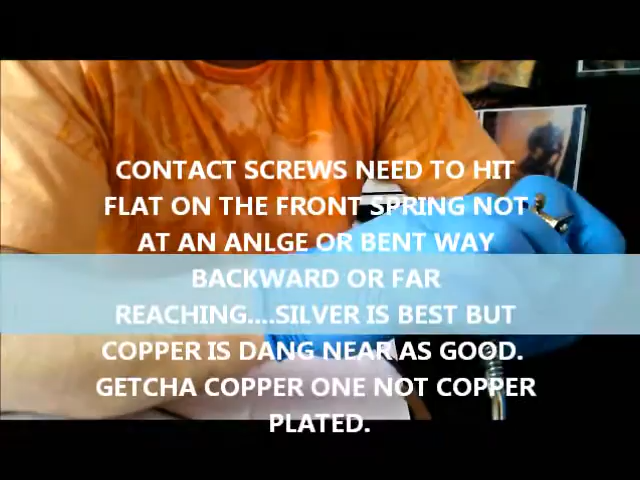 CONTACT SCREWS NEED TO HIT
FLAT ON THE FRONT SPRING NOT
AT AN ANLGE OR BENT WAY
BACKWARD OR FAR
REACHING....SILVER IS BEST BUT
COPPER IS DANG NEAR AS GOOD.
GETCHA COPPER ONE NOT COPPER
PLATED.